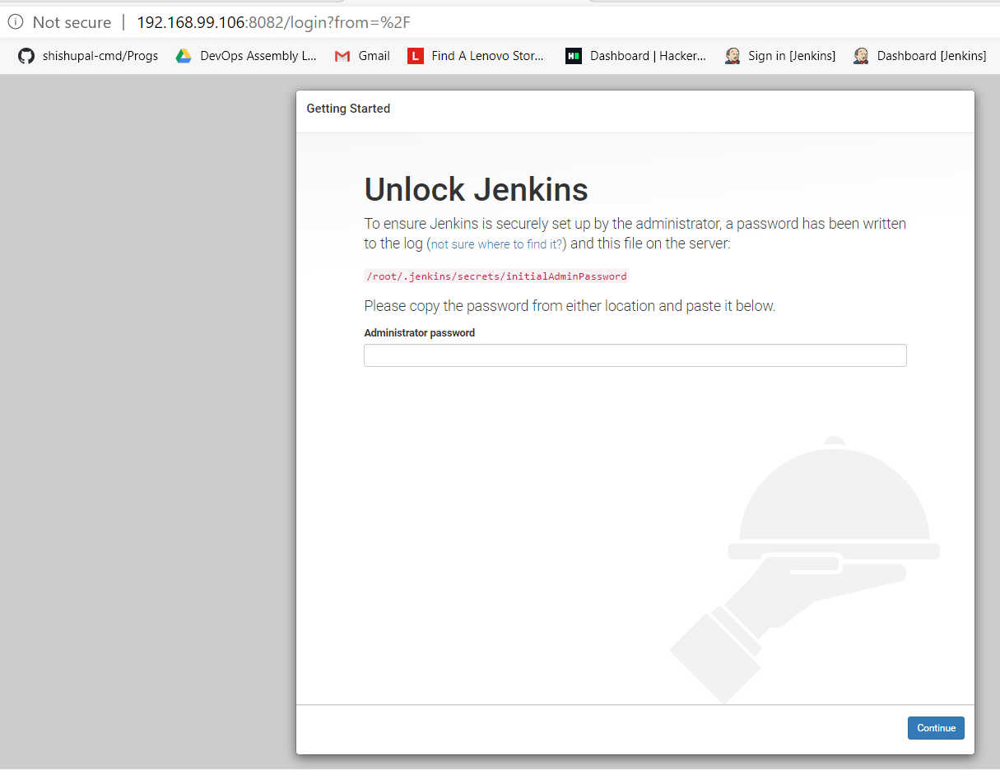 Not secure | 192.168.99.106:8082/login?from=%2F
shishupal-cmd/Progs DevOps Assembly L... Gmail L Find A Lenovo Stor... H Dashboard | Hacker... Sign in [Jenkins] Dashboard [Jenkins]
Getting Started
Unlock Jenkins
To ensure Jenkins is securely set up by the administrator, a password has been written
to the log (not sure where to find it?) and this file on the server:
/root/.jenkins/secrets/initialAdminPassword
Please copy the password from either location and paste it below.
Administrator password
Continue